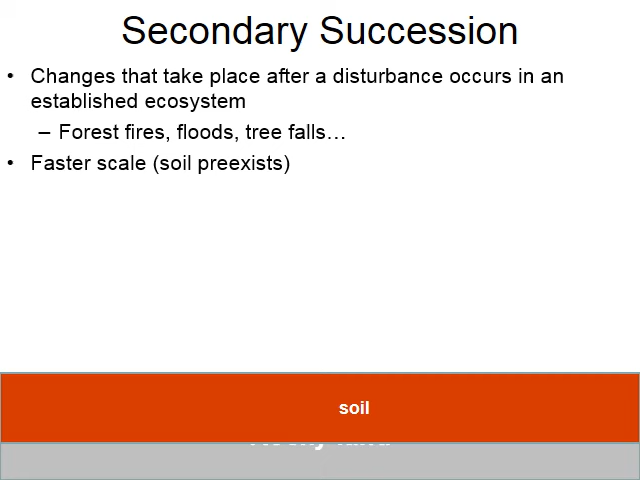 Secondary Succession
• Changes that take place after a disturbance occurs in an
established ecosystem
– Forest fires, floods, tree falls…
• Faster scale (soil preexists)
soil